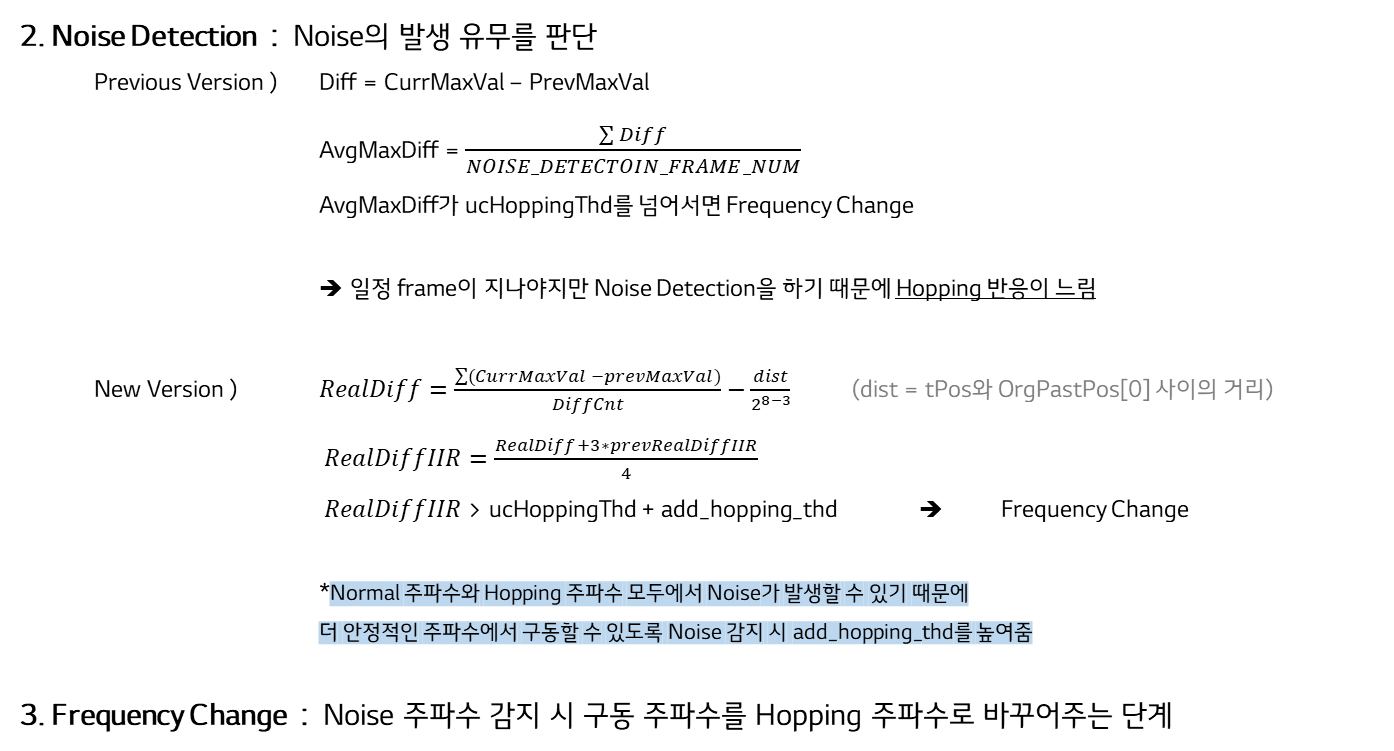 2. Noise Detection : Noise의 발생 유무를 판단
Previous Version ) Diff = CurrMaxVal – PrevMaxVal
AvgMaxDiff = ∑ Diff / NOISE_DETECTOIN_FRAME_NUM
AvgMaxDiff가 ucHoppingThd를 넘어서면 Frequency Change
➔ 일정 frame이 지나야지만 Noise Detection을 하기 때문에 Hopping 반응이 느림
New Version ) RealDiff = ∑(CurrMaxVal −prevMaxVal) / DiffCnt − dist / 2^{8−3} (dist = tPos와 OrgPastPos[0] 사이의 거리)
RealDiffIIR = RealDiff+3∗prevRealDiffIIR / 4
RealDiffIIR > ucHoppingThd + add_hopping_thd ➔ Frequency Change
*Normal 주파수와 Hopping 주파수 모두에서 Noise가 발생할 수 있기 때문에
더 안정적인 주파수에서 구동할 수 있도록 Noise 감지 시 add_hopping_thd를 높여줌
3. Frequency Change : Noise 주파수 감지 시 구동 주파수를 Hopping 주파수로 바꾸어주는 단계